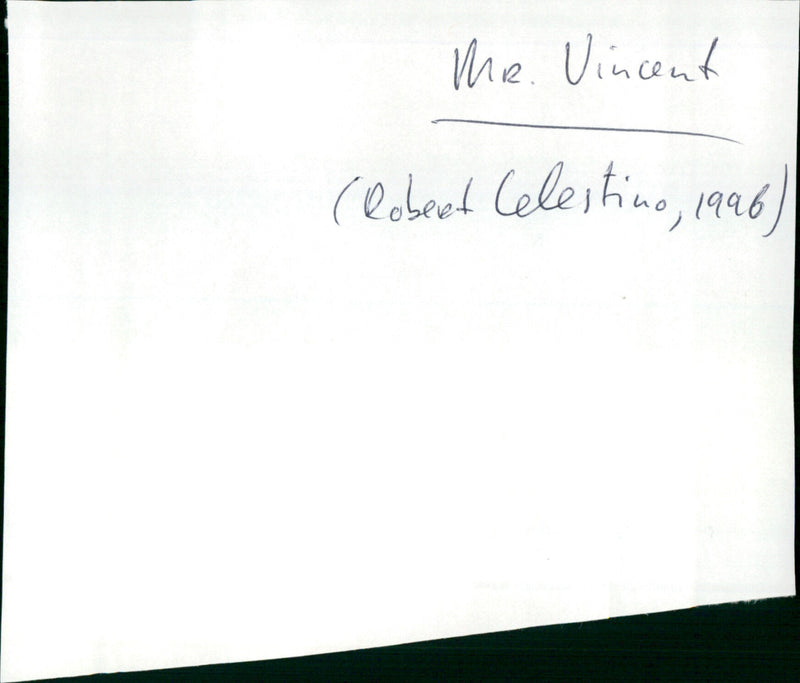 Mr. Vincent
(Robert Celestino, 1996)